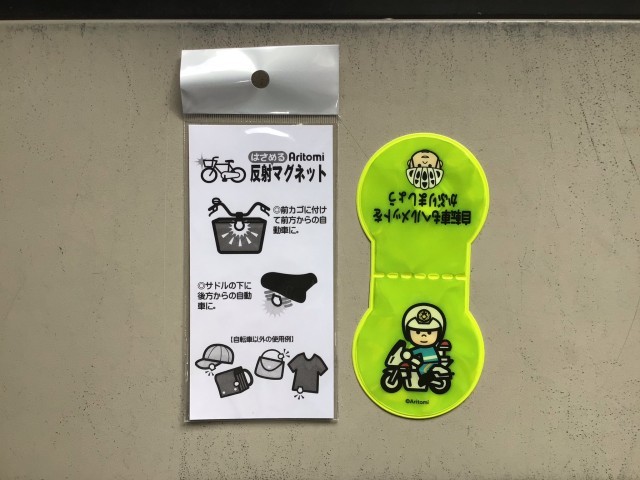 はさめる Aritomi
反射マグネット
◎前カゴに付け
て前方からの自
動車に。
◎サドルの下に
後方からの自動
車に。
【自転車以外の使用例】
自転車もヘルメットを
かぶりましょう
©Aritomi